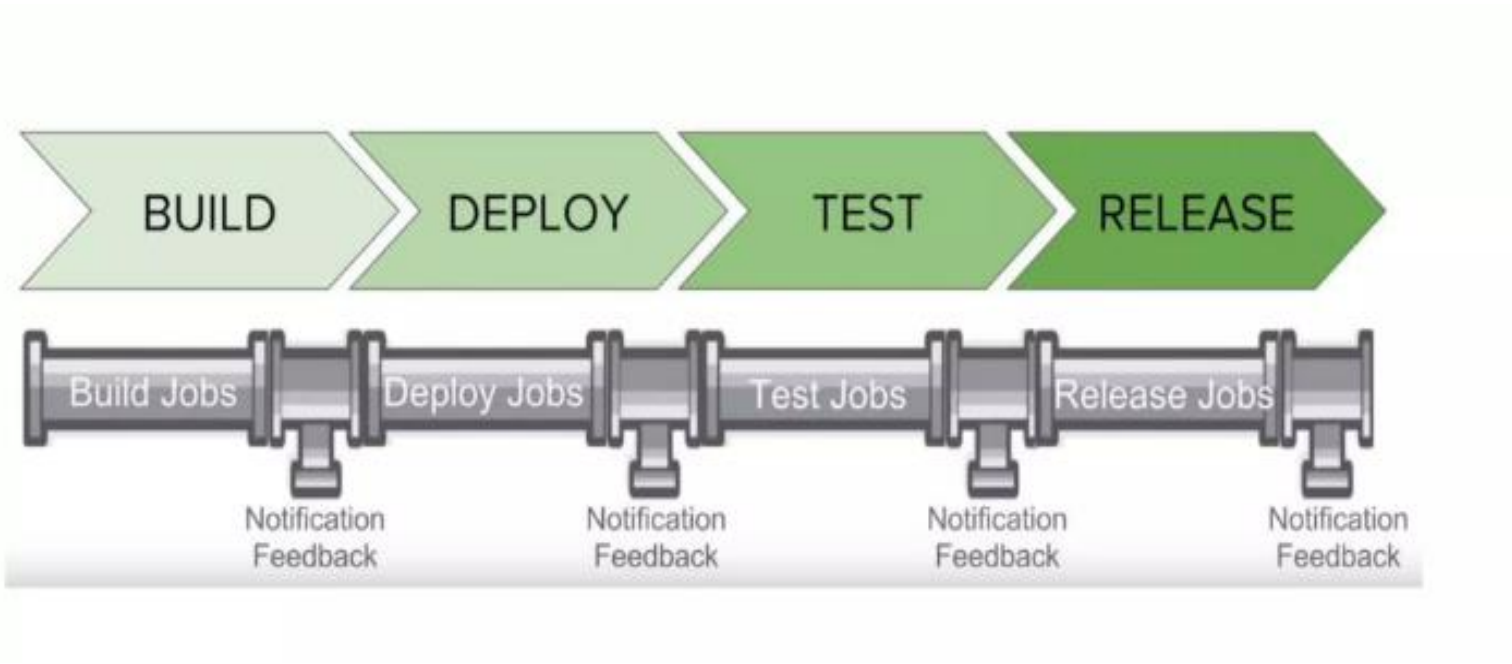 BUILD
DEPLOY
TEST
RELEASE
Build Jobs
Deploy Jobs
Test Jobs
Release Jobs
Notification
Feedback
Notification
Feedback
Notification
Feedback
Notification
Feedback